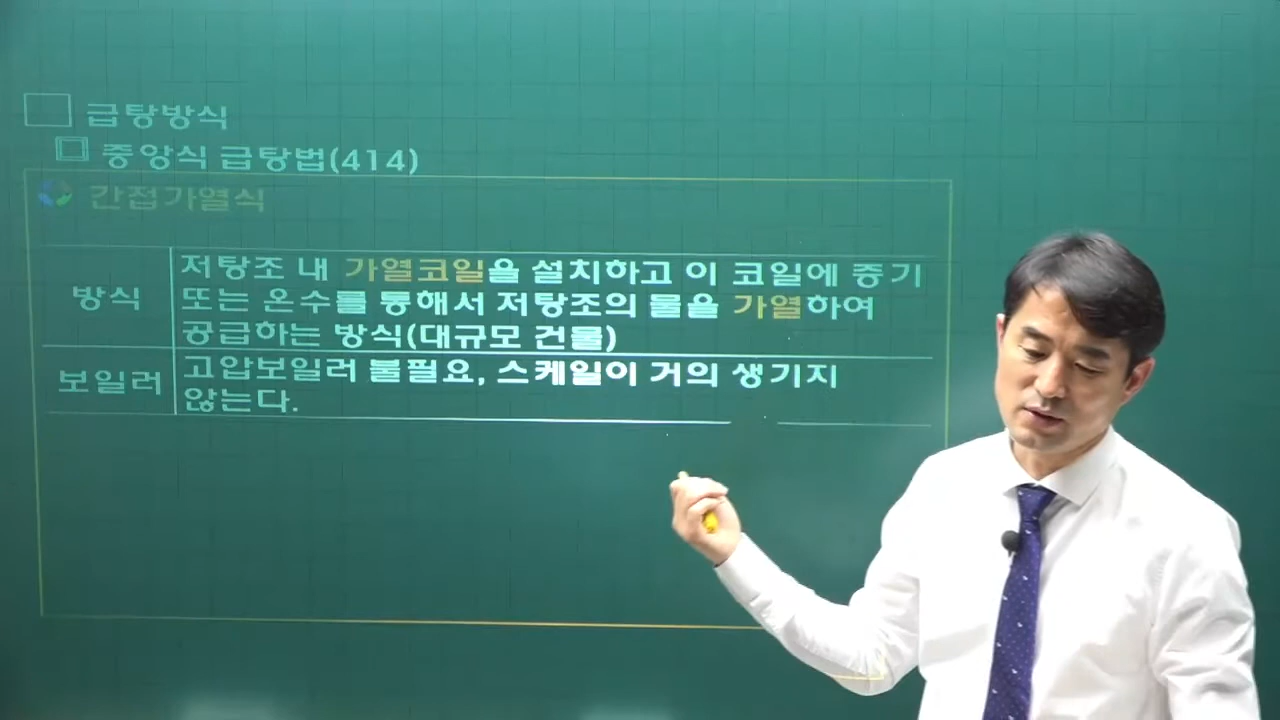 급탕방식
중앙식 급탕법(414)
간접가열식
방식
저탕조 내 가열코일을 설치하고 이 코일에 증기
또는 온수를 통해서 저탕조의 물을 가열하여
공급하는 방식(대규모 건물)
보일러
고압보일러 불필요, 스케일이 거의 생기지
않는다.